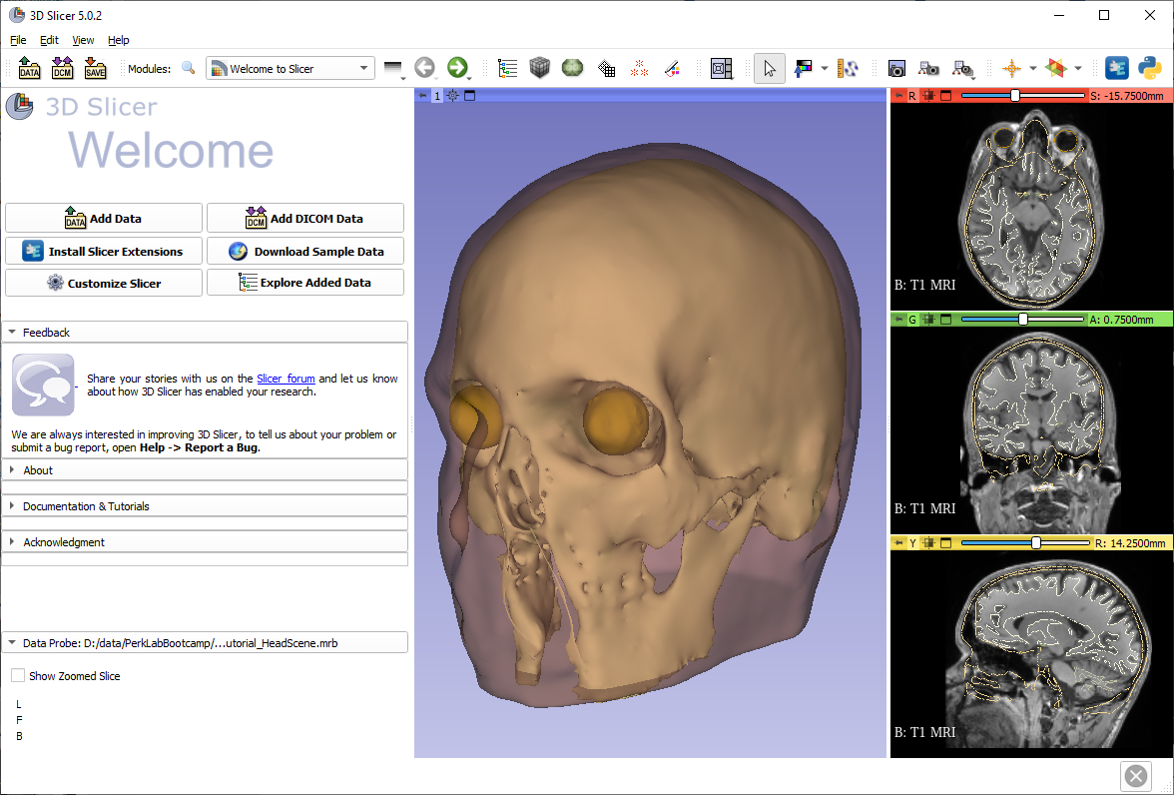 3D Slicer 5.0.2
File Edit View Help
DATA DCM SAVE Modules: Welcome to Slicer
3D Slicer
Welcome
DATA Add Data
DCM Add DICOM Data
Install Slicer Extensions
Download Sample Data
Customize Slicer
Explore Added Data
Feedback
Share your stories with us on the Slicer forum and let us know
about how 3D Slicer has enabled your research.
We are always interested in improving 3D Slicer, to tell us about your problem or
submit a bug report, open Help -> Report a Bug.
About
Documentation & Tutorials
Acknowledgment
Data Probe: D:/data/PerkLabBootcamp/...utorial_HeadScene.mrb
Show Zoomed Slice
L
F
B
1
R S: -15.7500mm
B: T1 MRI
G A: 0.7500mm
B: T1 MRI
Y R: 14.2500mm
B: T1 MRI